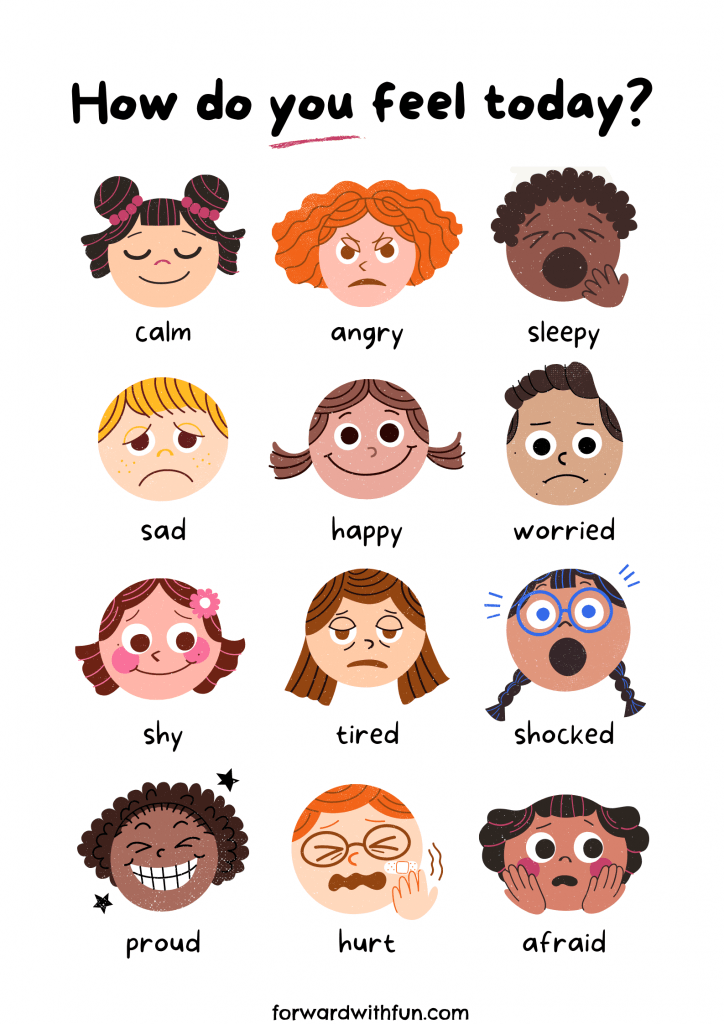 How do you feel today?
calm angry sleepy
sad happy worried
shy tired shocked
proud hurt afraid
forwardwithfun.com